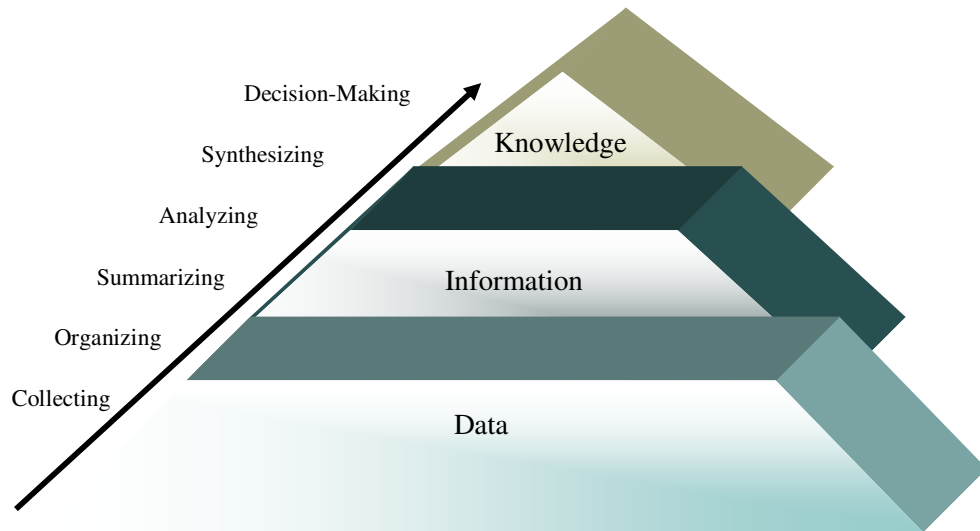 Decision-Making
Synthesizing
Knowledge
Analyzing
Summarizing
Information
Organizing
Collecting
Data